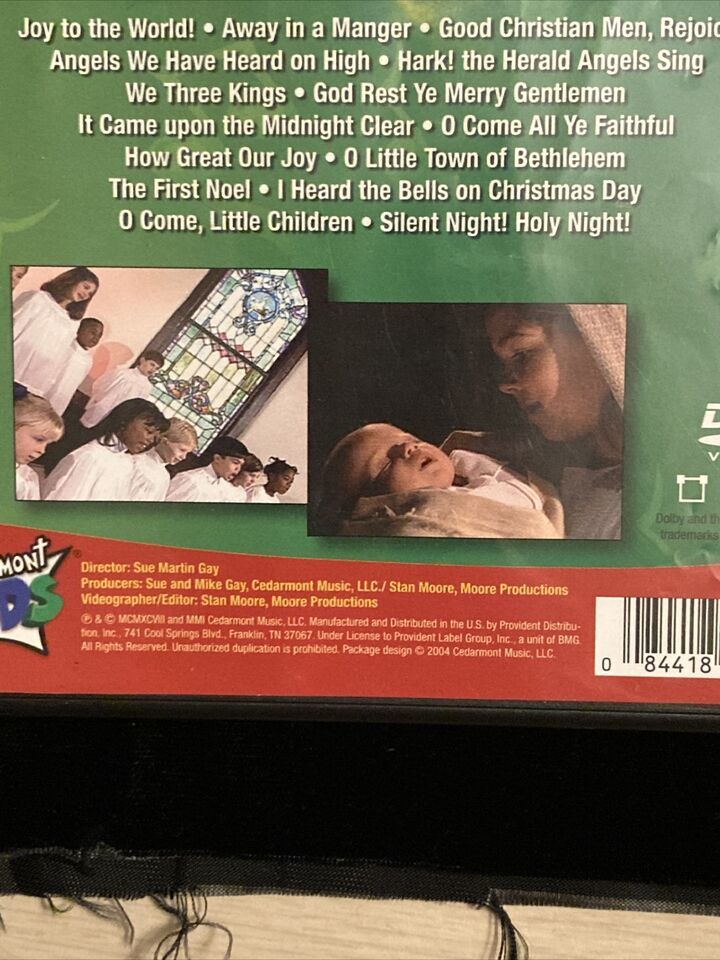 Joy to the World! • Away in a Manger • Good Christian Men, Rejoic
Angels We Have Heard on High • Hark! the Herald Angels Sing
We Three Kings • God Rest Ye Merry Gentlemen
It Came upon the Midnight Clear • O Come All Ye Faithful
How Great Our Joy • O Little Town of Bethlehem
The First Noel • I Heard the Bells on Christmas Day
O Come, Little Children • Silent Night! Holy Night!
Dolby and th
trademarks
MONT
DS
Director: Sue Martin Gay
Producers: Sue and Mike Gay, Cedarmont Music, LLC./ Stan Moore, Moore Productions
Videographer/Editor: Stan Moore, Moore Productions
℗ & © MCMXCVIII and MMI Cedarmont Music, LLC. Manufactured and Distributed in the U.S. by Provident Distribu-
tion, Inc., 741 Cool Springs Blvd., Franklin, TN 37067. Under License to Provident Label Group, Inc., a unit of BMG.
All Rights Reserved. Unauthorized duplication is prohibited. Package design © 2004 Cedarmont Music, LLC.
0 84418